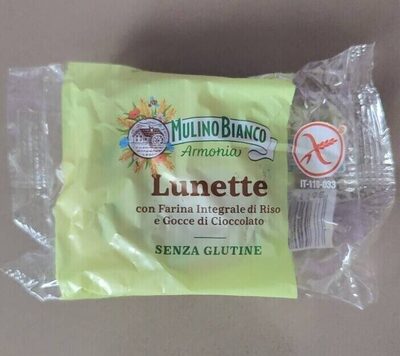 MULINO BIANCO
Armonia
Lunette
con Farina Integrale di Riso
e Gocce di Cioccolato
SENZA GLUTINE
IT-110-033